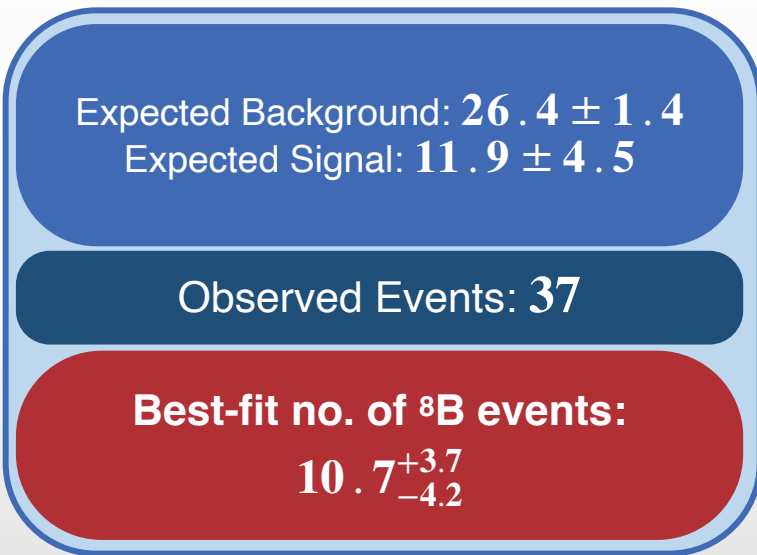 Expected Background: 26 . 4 ± 1 . 4
Expected Signal: 11 . 9 ± 4 . 5
Observed Events: 37
Best-fit no. of ⁸B events:
10 . 7 +3.7 −4.2